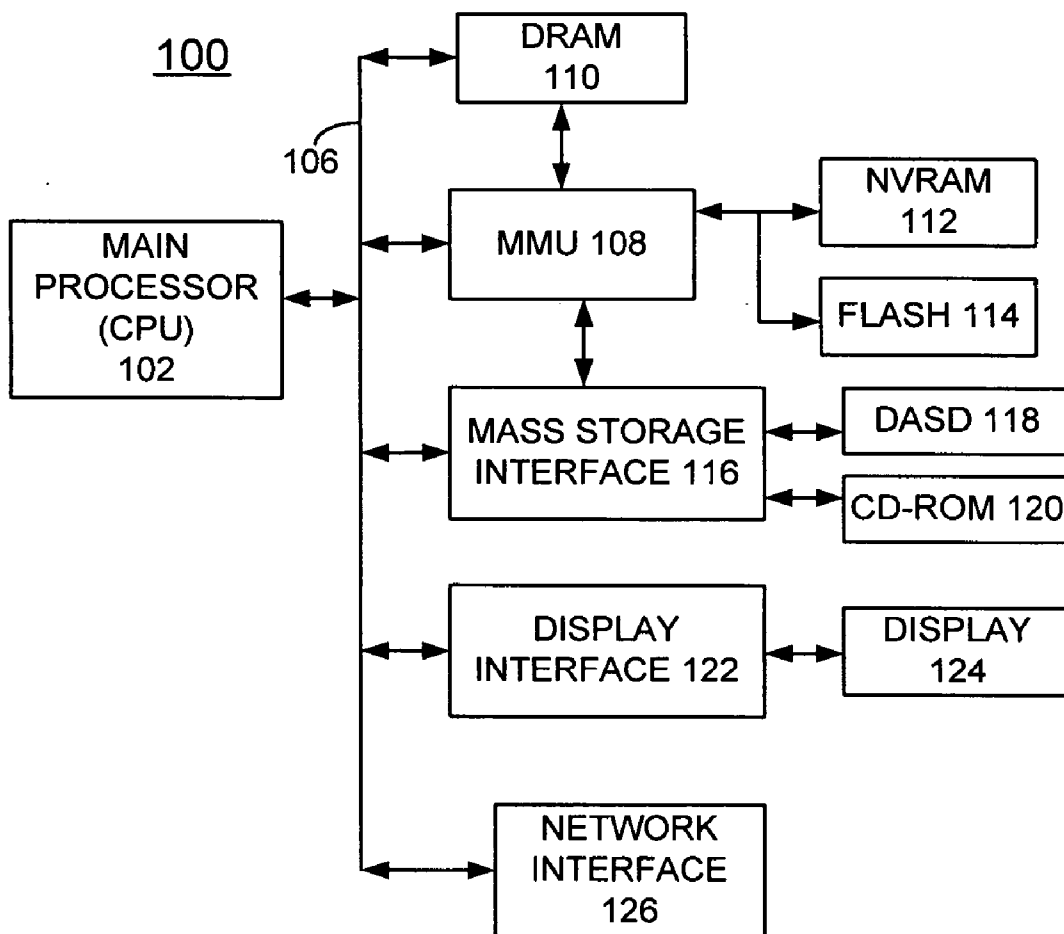 100
DRAM
110
106
NVRAM
112
MMU 108
MAIN
PROCESSOR
(CPU)
102
FLASH 114
MASS STORAGE
INTERFACE 116
DASD 118
CD-ROM 120
DISPLAY
INTERFACE 122
DISPLAY
124
NETWORK
INTERFACE
126